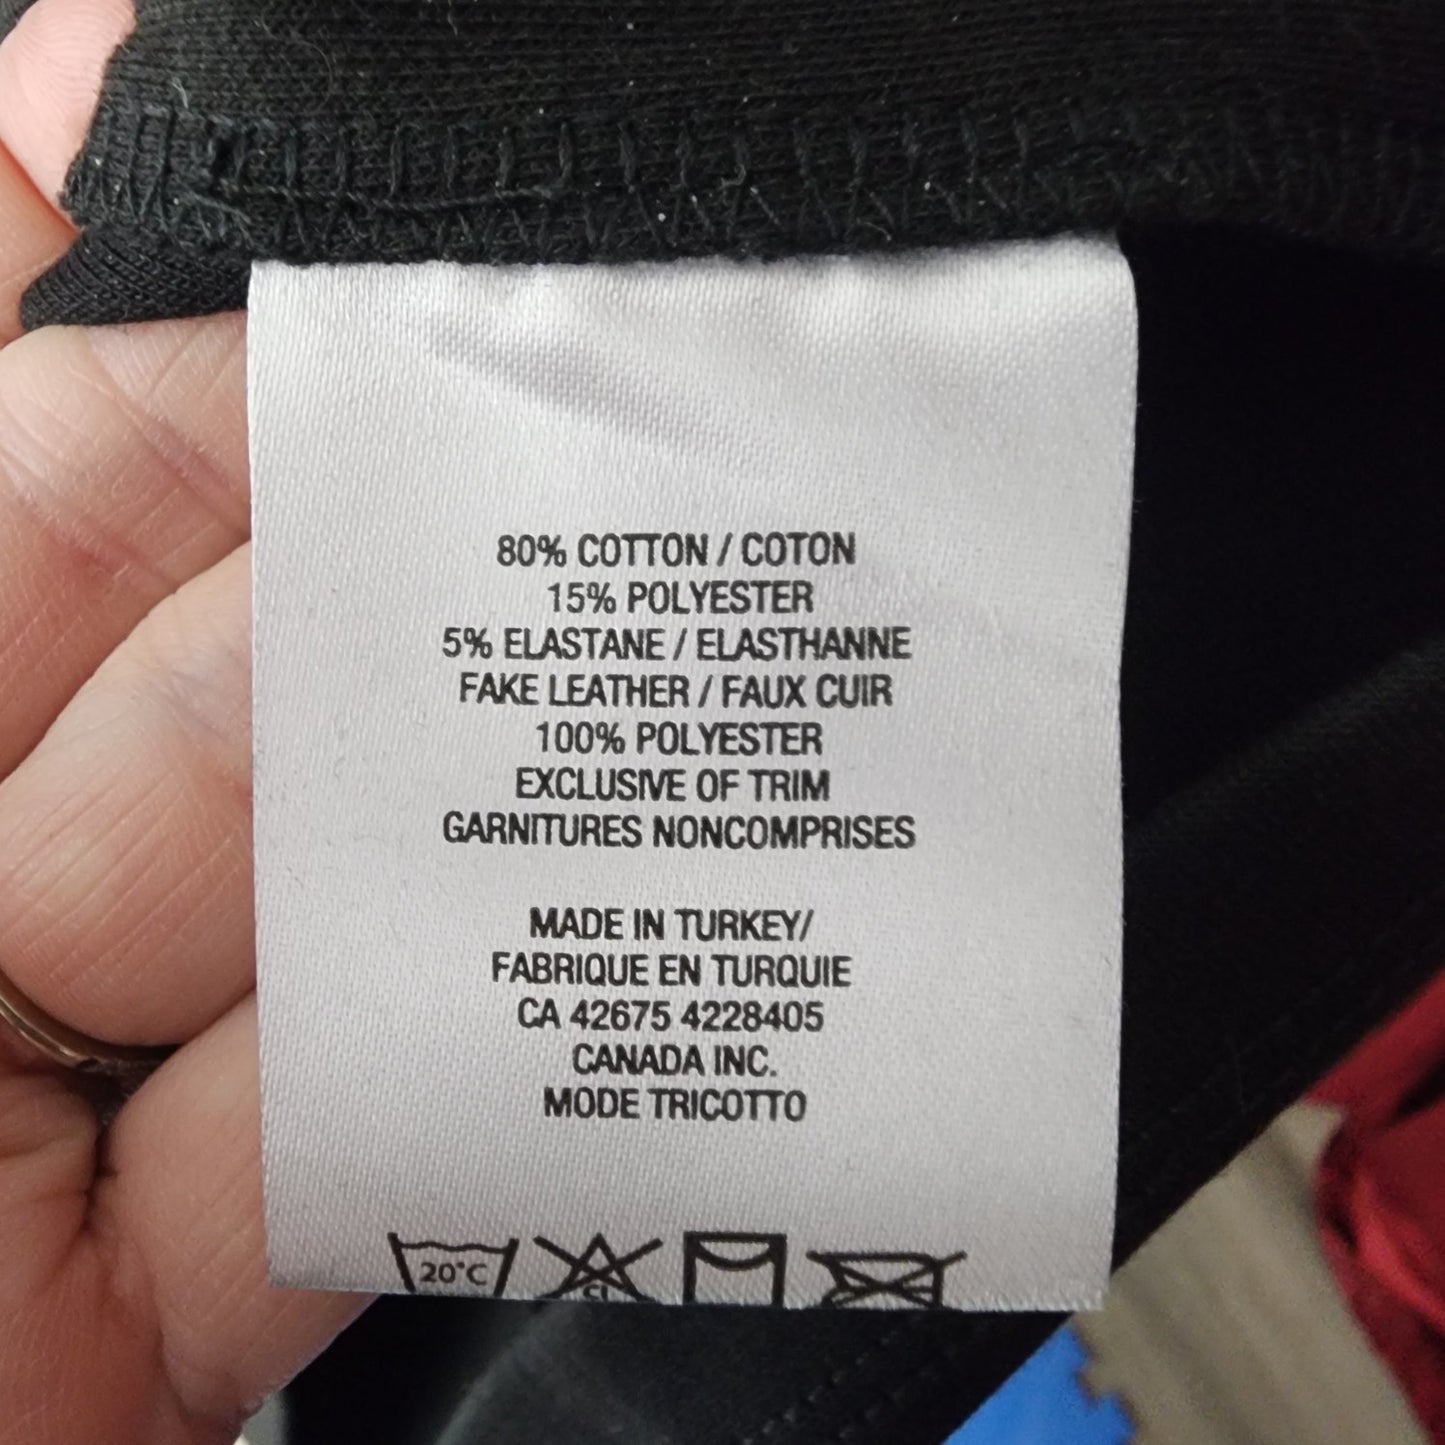 80% COTTON / COTON
15% POLYESTER
5% ELASTANE / ELASTHANNE
FAKE LEATHER / FAUX CUIR
100% POLYESTER
EXCLUSIVE OF TRIM
GARNITURES NONCOMPRISES
MADE IN TURKEY/
FABRIQUE EN TURQUIE
CA 42675 4228405
CANADA INC.
MODE TRICOTTO
20°C CL